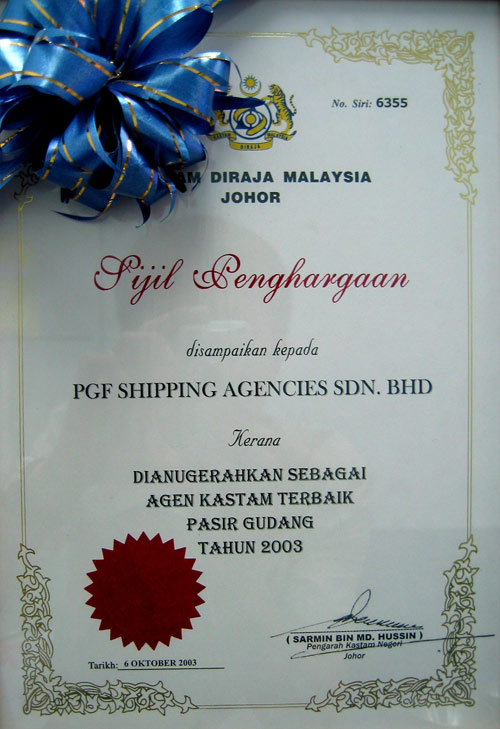 No. Siri: 6355
DIRAJA
DIRAJA MALAYSIA
JOHOR
Sijil Penghargaan
disampaikan kepada
PGF SHIPPING AGENCIES SDN. BHD
Kerana
DIANUGERAHKAN SEBAGAI
AGEN KASTAM TERBAIK
PASIR GUDANG
TAHUN 2003
( SARMIN BIN MD. HUSSIN )
Pengarah Kastam Negeri
Johor
Tarikh: 6 OKTOBER 2003